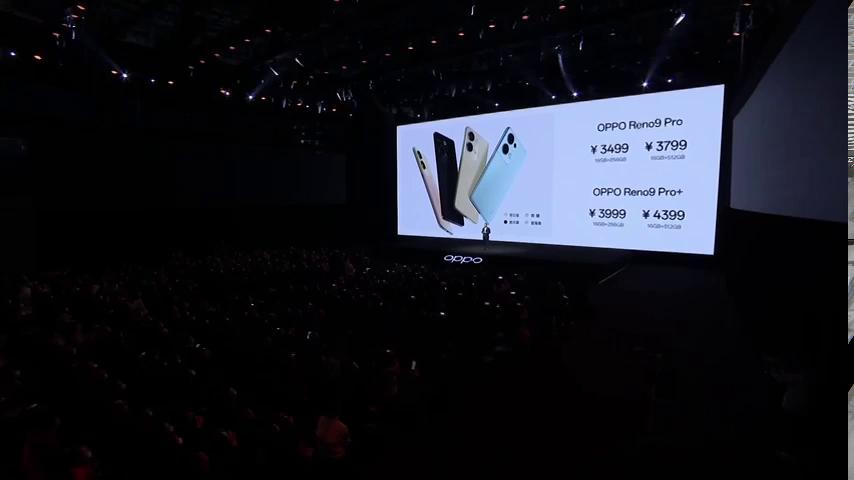 OPPO Reno9 Pro
¥ 3499 ¥ 3799
16GB+256GB 16GB+512GB
OPPO Reno9 Pro+
¥ 3999 ¥ 4399
16GB+256GB 16GB+512GB
oppo